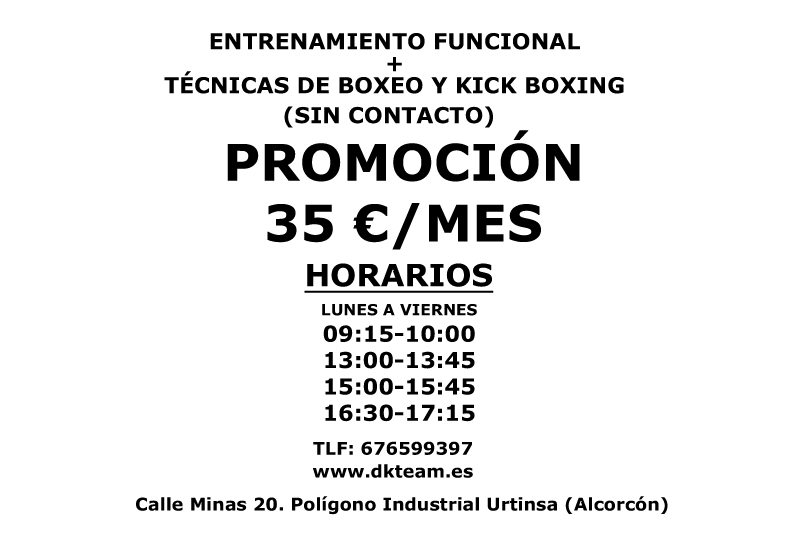 ENTRENAMIENTO FUNCIONAL
+
TÉCNICAS DE BOXEO Y KICK BOXING
(SIN CONTACTO)
PROMOCIÓN
35 €/MES
HORARIOS
LUNES A VIERNES
09:15-10:00
13:00-13:45
15:00-15:45
16:30-17:15
TLF: 676599397
www.dkteam.es
Calle Minas 20. Polígono Industrial Urtinsa (Alcorcón)